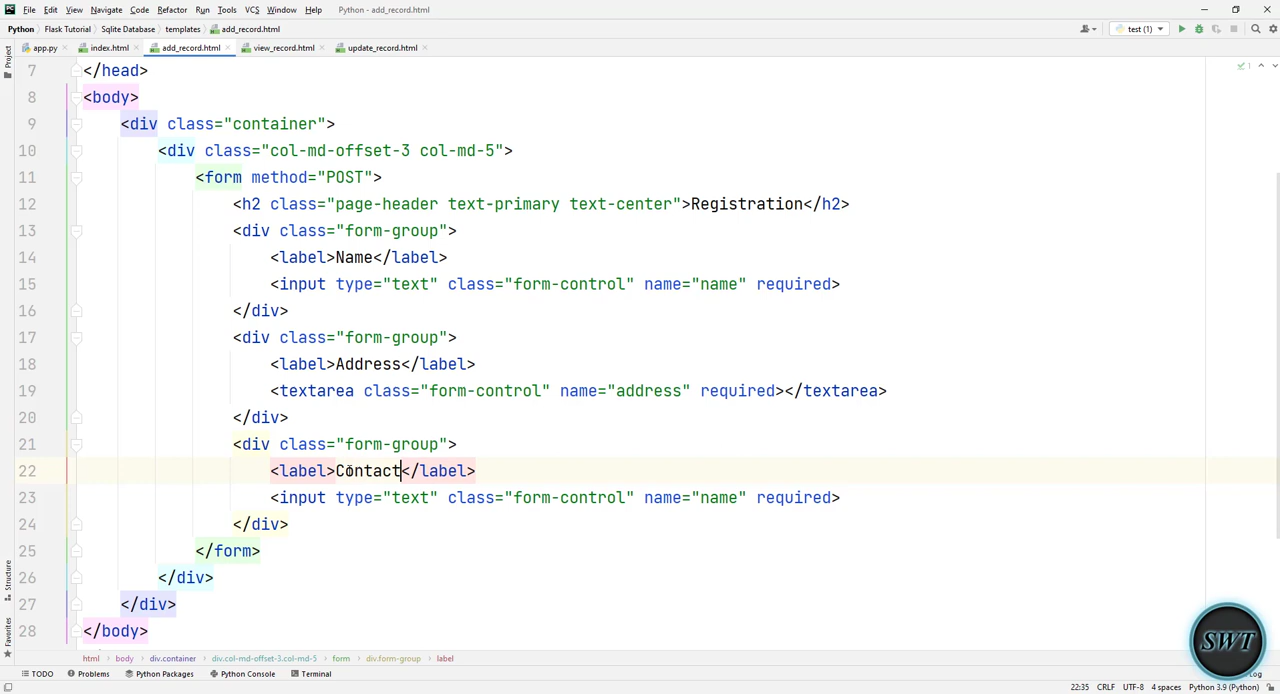 File Edit View Navigate Code Refactor Run Tools VCS Window Help Python - add_record.html
Python Flask Tutorial Sqlite Database templates add_record.html test (1)
app.py index.html add_record.html view_record.html update_record.html
Project
7 </head>
1
8 <body>
9 <div class="container">
10 <div class="col-md-offset-3 col-md-5">
11 <form method="POST">
12 <h2 class="page-header text-primary text-center">Registration</h2>
13 <div class="form-group">
14 <label>Name</label>
15 <input type="text" class="form-control" name="name" required>
16 </div>
17 <div class="form-group">
18 <label>Address</label>
19 <textarea class="form-control" name="address" required></textarea>
20 </div>
21 <div class="form-group">
22 <label>Contact</label>
23 <input type="text" class="form-control" name="name" required>
24 </div>
25 </form>
26 </div>
27 </div>
28 </body>
Structure
Favorites
SWT
html body div.container div.col-md-offset-3.col-md-5 form div.form-group label
TODO Problems Python Packages Python Console Terminal Log
22:35 CRLF UTF-8 4 spaces Python 3.9 (Python)